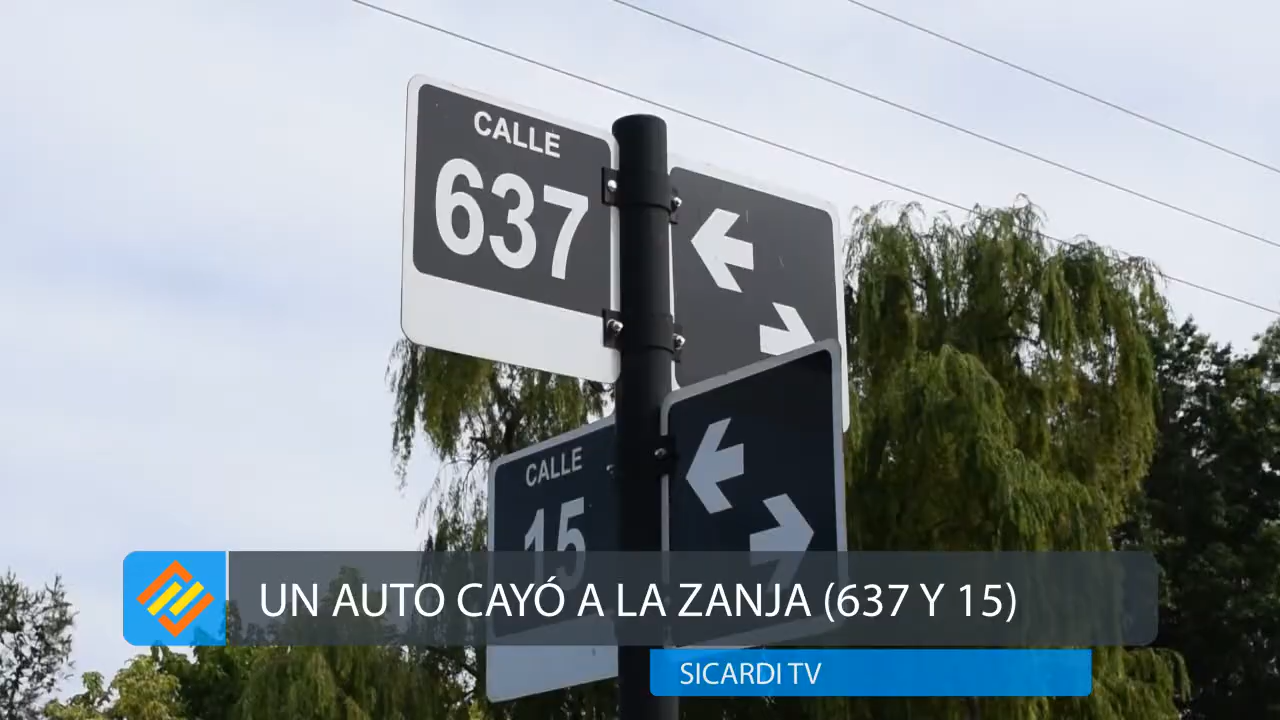 CALLE
637
CALLE
15
UN AUTO CAYÓ A LA ZANJA (637 Y 15)
SICARDI TV